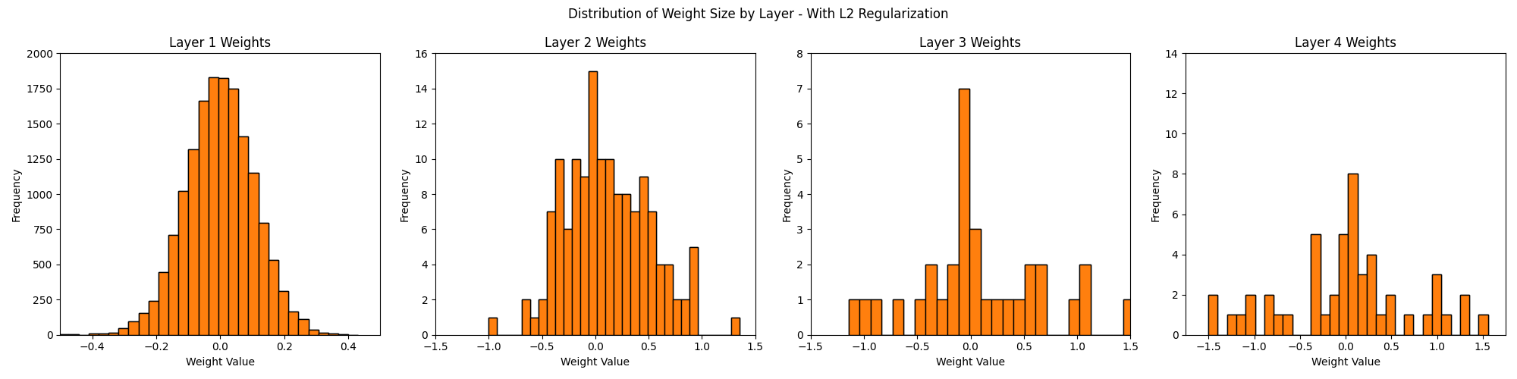 Distribution of Weight Size by Layer - With L2 Regularization
Layer 1 Weights
2000
1750
1500
1250
1000
750
500
250
0
Frequency
−0.4 −0.2 0.0 0.2 0.4
Weight Value
Layer 2 Weights
16
14
12
10
8
6
4
2
0
Frequency
−1.5 −1.0 −0.5 0.0 0.5 1.0 1.5
Weight Value
Layer 3 Weights
8
7
6
5
4
3
2
1
0
Frequency
−1.5 −1.0 −0.5 0.0 0.5 1.0 1.5
Weight Value
Layer 4 Weights
14
12
10
8
6
4
2
0
Frequency
−1.5 −1.0 −0.5 0.0 0.5 1.0 1.5
Weight Value